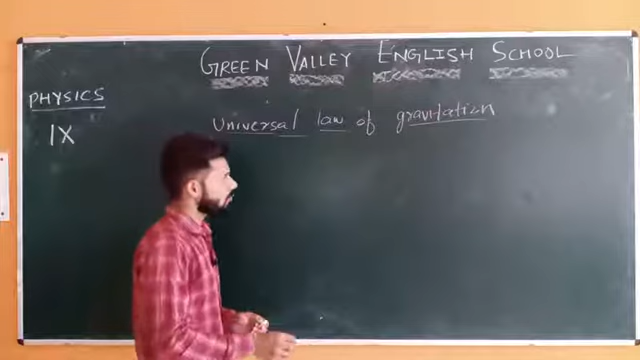 GREEN VALLEY ENGLISH SCHOOL
PHYSICS
IX
Universal law of gravitation